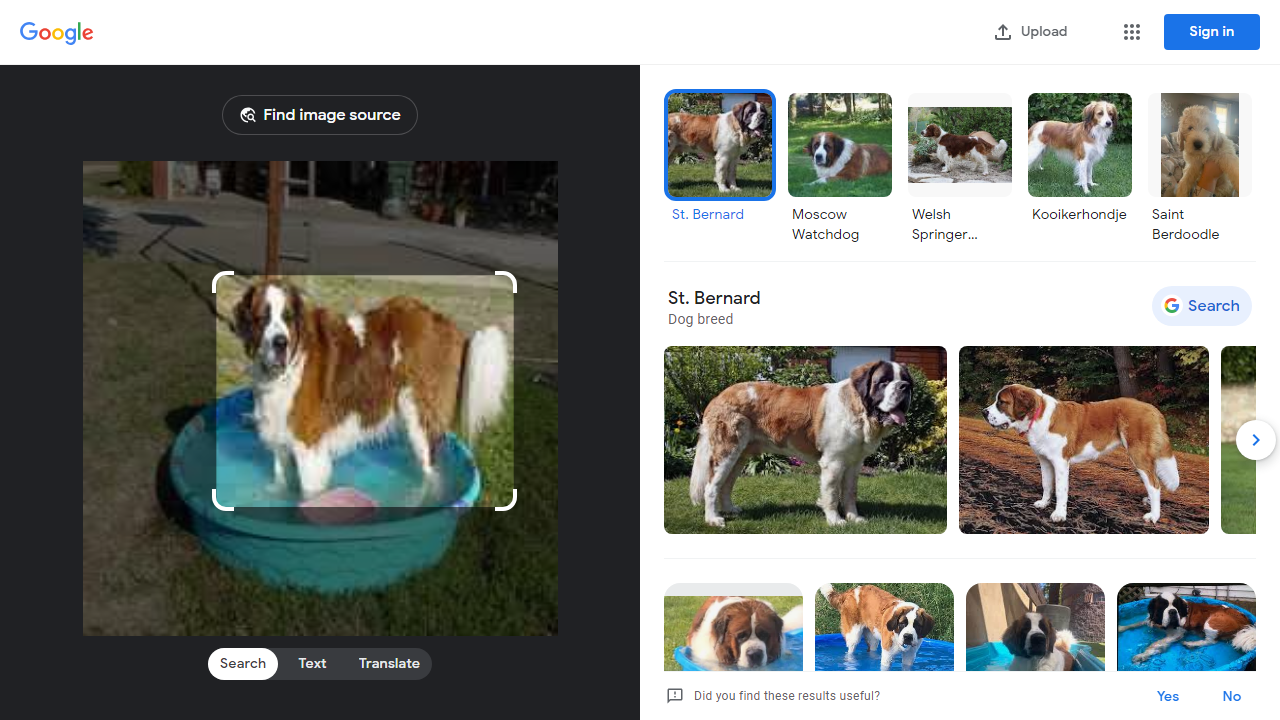 Google
Upload
Sign in
Find image source
St. Bernard
Moscow
Watchdog
Welsh
Springer...
Kooikerhondje
Saint
Berdoodle
St. Bernard
Dog breed
Search
Search
Text
Translate
Did you find these results useful?
Yes
No